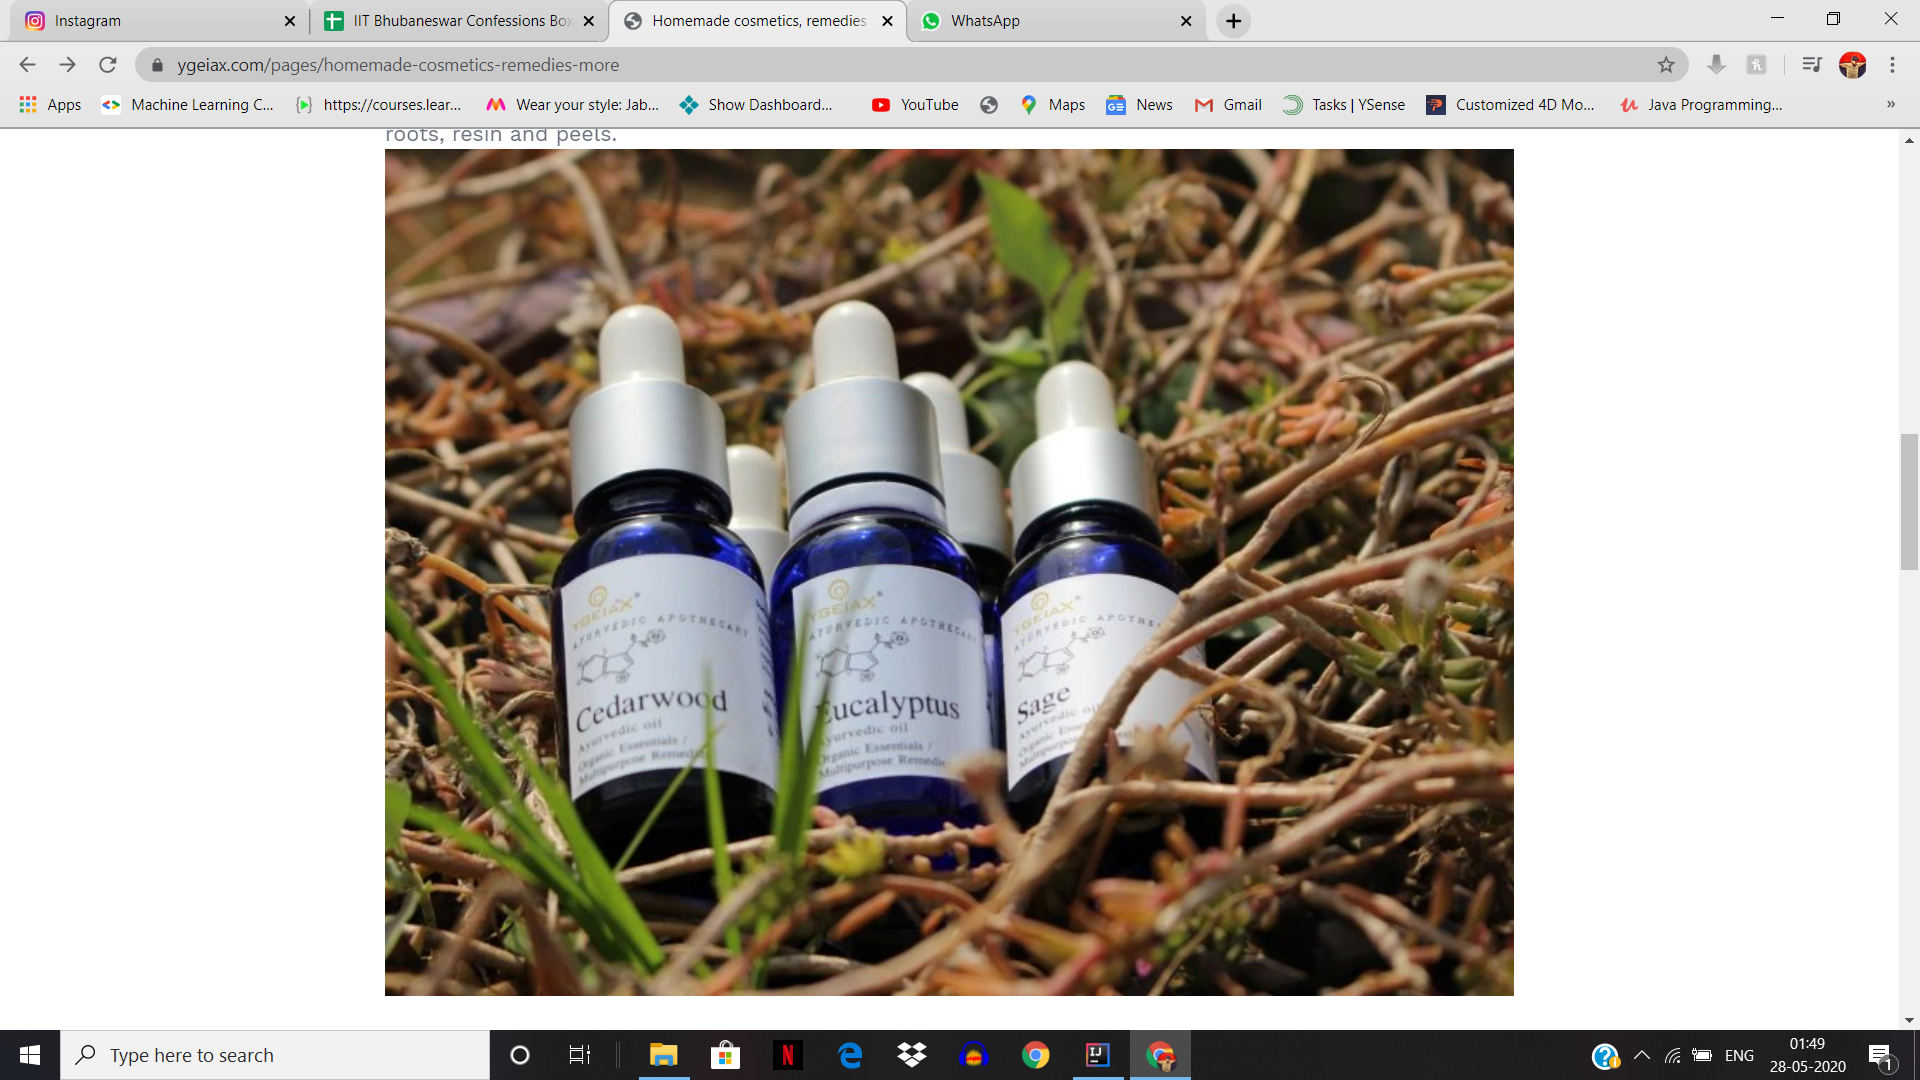 Instagram
IIT Bhubaneswar Confessions Box
Homemade cosmetics, remedies
WhatsApp
ygeiax.com/pages/homemade-cosmetics-remedies-more
Apps
Machine Learning C...
https://courses.lear...
Wear your style: Jab...
Show Dashboard...
YouTube
Maps
News
Gmail
Tasks | YSense
Customized 4D Mo...
Java Programming...
roots, resin and peels.
YGEIAX®
AYURVEDIC APOTHECARY
Cedarwood
Ayurvedic oil
Organic Essentials /
Multipurpose Remedies
YGEIAX®
AYURVEDIC APOTHECA
Eucalyptus
Ayurvedic oil
Organic Essentials /
Multipurpose Remedie
YGEIAX®
AYURVEDIC APOTHE
Sage
Ayurvedic oil
Organic Essentials
Multipurpose
Type here to search
ENG
01:49
28-05-2020
1